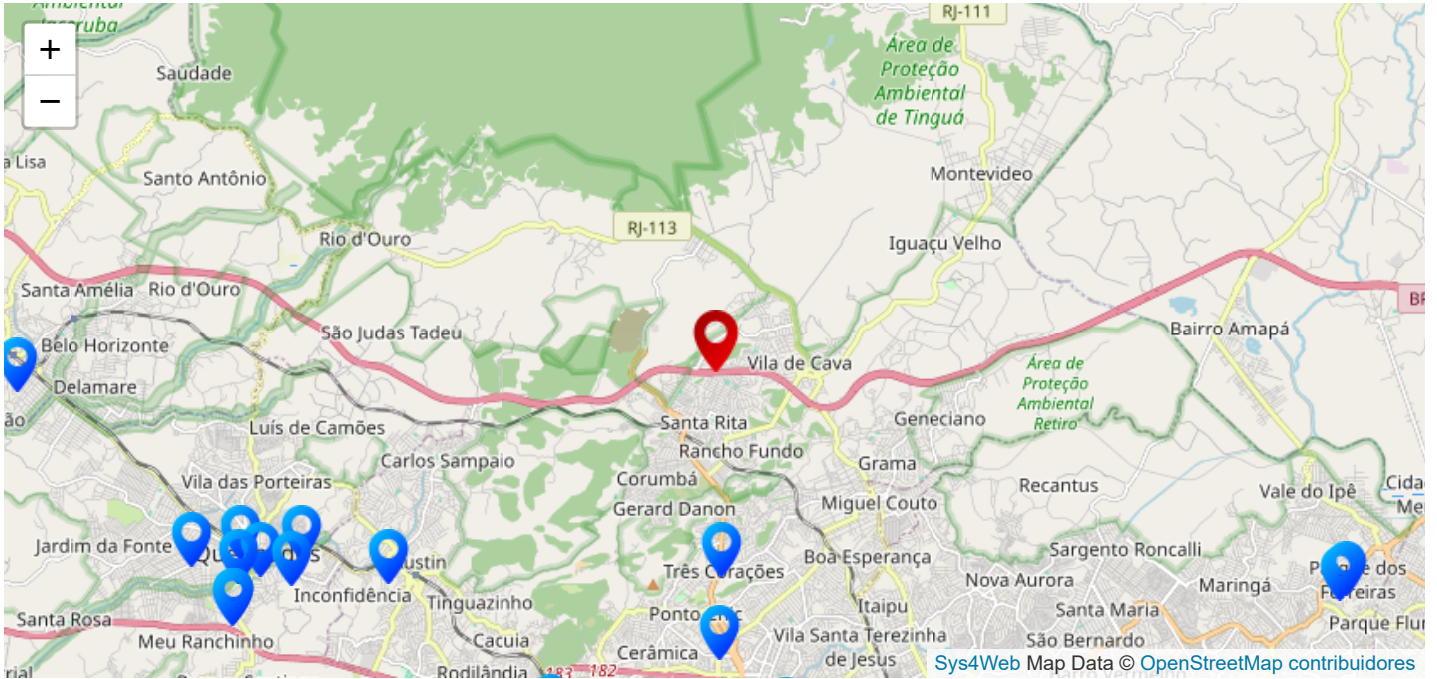 Ambiental
RJ-111
+
Saudade
Área de
Proteção
Ambiental
de Tinguá
−
a Lisa
Santo Antônio
Montevideo
RJ-113
Rio d'Ouro
Iguaçu Velho
Santa Amélia
Rio d'Ouro
BR
São Judas Tadeu
Bairro Amapá
Belo Horizonte
Vila de Cava
Área de
Proteção
Ambiental
Retiro
Delamare
ão
Luís de Camões
Santa Rita
Geneciano
Rancho Fundo
Carlos Sampaio
Grama
Vila das Porteiras
Corumbá
Recantus
Vale do Ipê
Cida
Me
Gerard Danon
Miguel Couto
Jardim da Fonte
Boa Esperança
Sargento Roncalli
ustin
Três Corações
Nova Aurora
Maringá
Inconfidência
Tinguazinho
Itaipu
Santa Maria
Santa Rosa
Parque Flu
Meu Ranchinho
Cacuia
Vila Santa Terezinha
de Jesus
São Bernardo
Cerâmica
Rodilândia
183
182
Sys4Web Map Data © OpenStreetMap contribuidores